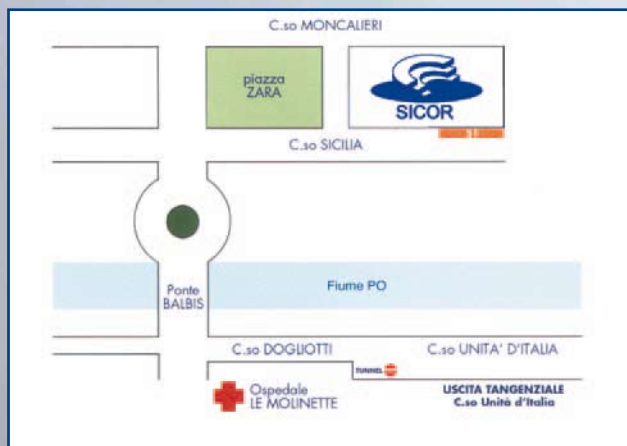 C.so MONCALIERI
piazza
ZARA
SICOR
C.so SICILIA
Ponte
BALBIS
Fiume PO
C.so DOGLIOTTI
C.so UNITA' D'ITALIA
TUNNEL
Ospedale
LE MOLINETTE
USCITA TANGENZIALE
C.so Unità d'Italia